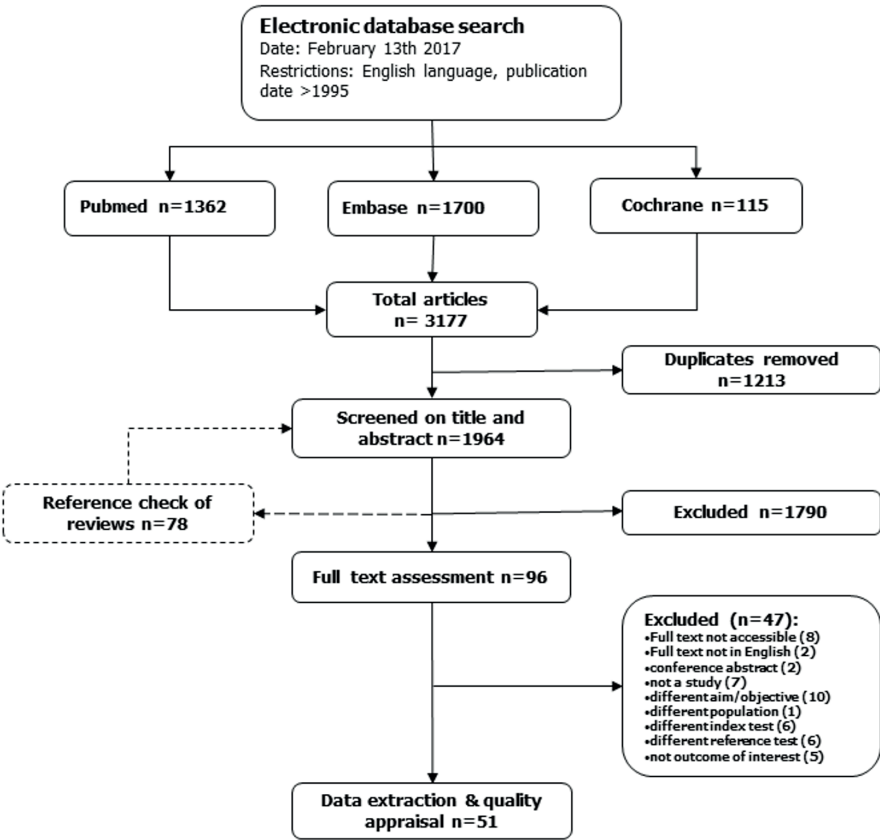 Electronic database search
Date: February 13th 2017
Restrictions: English language, publication
date >1995
Pubmed n=1362
Embase n=1700
Cochrane n=115
Total articles
n= 3177
Duplicates removed
n=1213
Screened on title and
abstract n=1964
Reference check of
reviews n=78
Excluded n=1790
Full text assessment n=96
Excluded (n=47):
•Full text not accessible (8)
•Full text not in English (2)
•conference abstract (2)
•not a study (7)
•different aim/objective (10)
•different population (1)
•different index test (6)
•different reference test (6)
•not outcome of interest (5)
Data extraction & quality
appraisal n=51